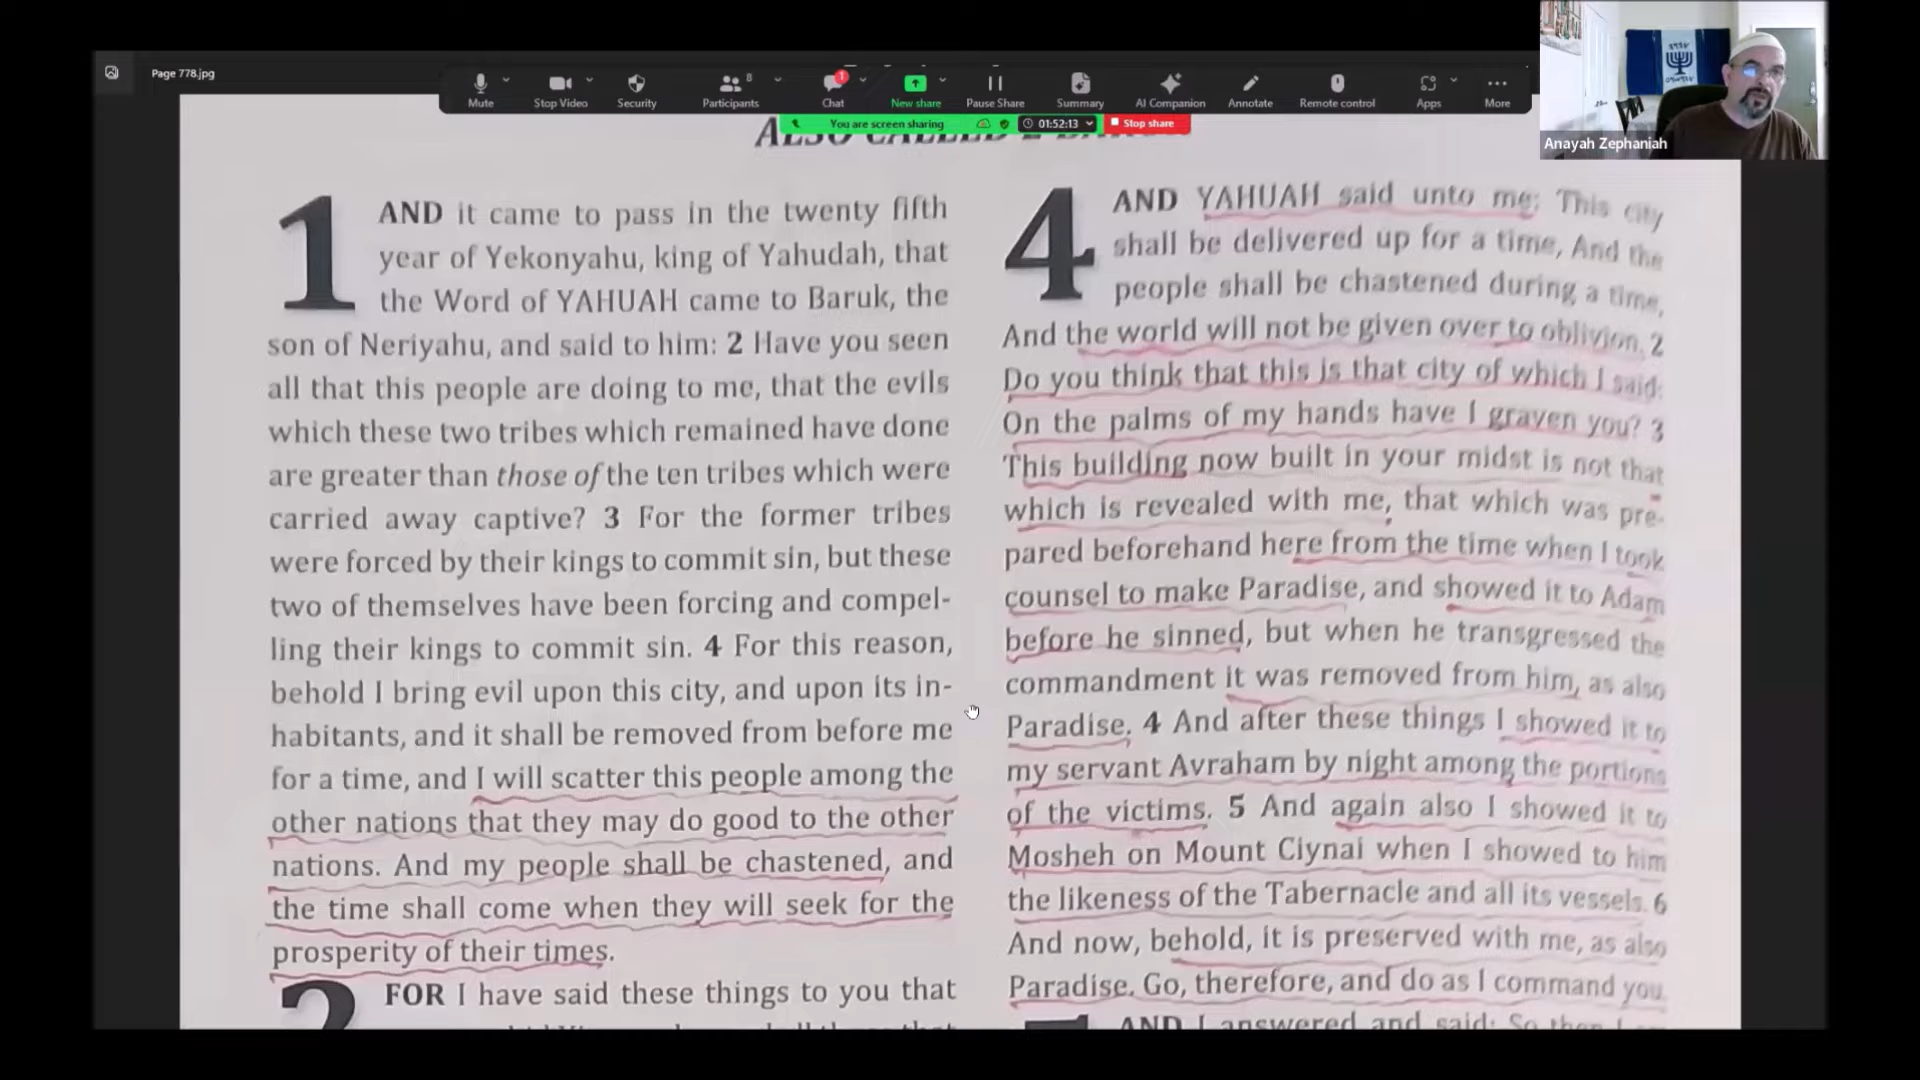 Page 778.jpg
Mute
Stop Video
Security
Participants
8
Chat
1
New share
Pause Share
Summary
AI Companion
Annotate
Remote control
Apps
More
You are screen sharing
01:52:13
Stop share
Anayah Zephaniah
ALSO CALLED 2
1 AND it came to pass in the twenty fifth
year of Yekonyahu, king of Yahudah, that
the Word of YAHUAH came to Baruk, the
son of Neriyahu, and said to him: 2 Have you seen
all that this people are doing to me, that the evils
which these two tribes which remained have done
are greater than those of the ten tribes which were
carried away captive? 3 For the former tribes
were forced by their kings to commit sin, but these
two of themselves have been forcing and compel-
ling their kings to commit sin. 4 For this reason,
behold I bring evil upon this city, and upon its in-
habitants, and it shall be removed from before me
for a time, and I will scatter this people among the
other nations that they may do good to the other
nations. And my people shall be chastened, and
the time shall come when they will seek for the
prosperity of their times.
2 FOR I have said these things to you that
4 AND YAHUAH said unto me: This city
shall be delivered up for a time, And the
people shall be chastened during a time,
And the world will not be given over to oblivion. 2
Do you think that this is that city of which I said:
On the palms of my hands have I graven you? 3
This building now built in your midst is not that
which is revealed with me, that which was pre-
pared beforehand here from the time when I took
counsel to make Paradise, and showed it to Adam
before he sinned, but when he transgressed the
commandment it was removed from him, as also
Paradise. 4 And after these things I showed it to
my servant Avraham by night among the portions
of the victims. 5 And again also I showed it to
Mosheh on Mount Ciynai when I showed to him
the likeness of the Tabernacle and all its vessels. 6
And now, behold, it is preserved with me, as also
Paradise. Go, therefore, and do as I command you.
AND I answered and said: So then I